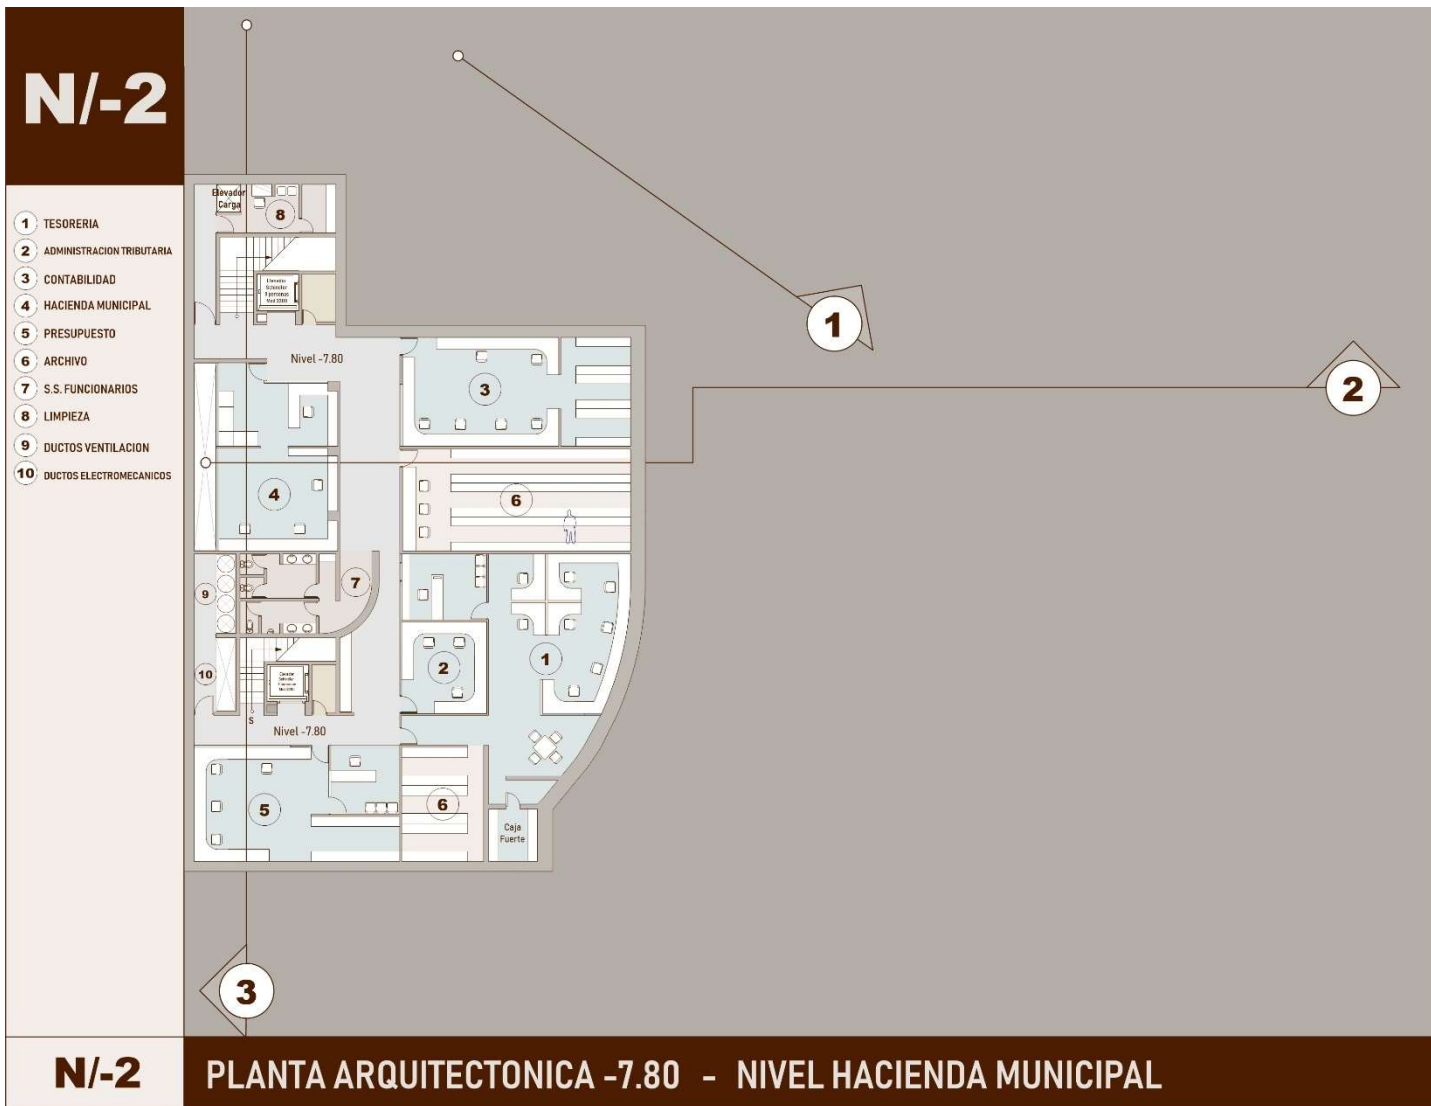 N/-2
1 TESORERIA
2 ADMINISTRACION TRIBUTARIA
3 CONTABILIDAD
4 HACIENDA MUNICIPAL
5 PRESUPUESTO
6 ARCHIVO
7 S.S. FUNCIONARIOS
8 LIMPIEZA
9 DUCTOS VENTILACION
10 DUCTOS ELECTROMECANICOS
Elevador
Carga
8
Elevador
Schindler
Nivel -7.80
3
4
6
9
7
10
2
1
S
Nivel -7.80
5
6
Caja
Fuerte
1
2
3
N/-2
PLANTA ARQUITECTONICA -7.80 - NIVEL HACIENDA MUNICIPAL